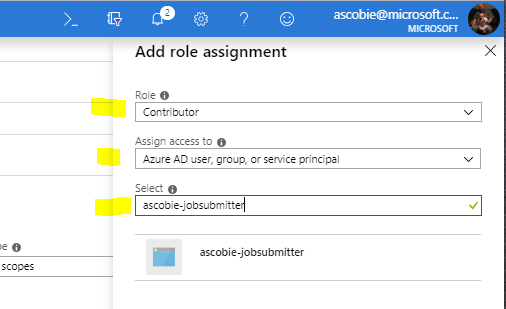 2
ascobie@microsoft.c...
MICROSOFT
Add role assignment
Role
Contributor
Assign access to
Azure AD user, group, or service principal
Select
ascobie-jobsubmitter
ascobie-jobsubmitter
pe
scopes